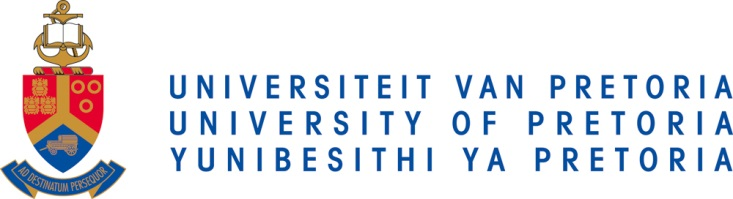 UNIVERSITEIT VAN PRETORIA
UNIVERSITY OF PRETORIA
YUNIBESITHI YA PRETORIA
AD DESTINATUM PERSEQUOR